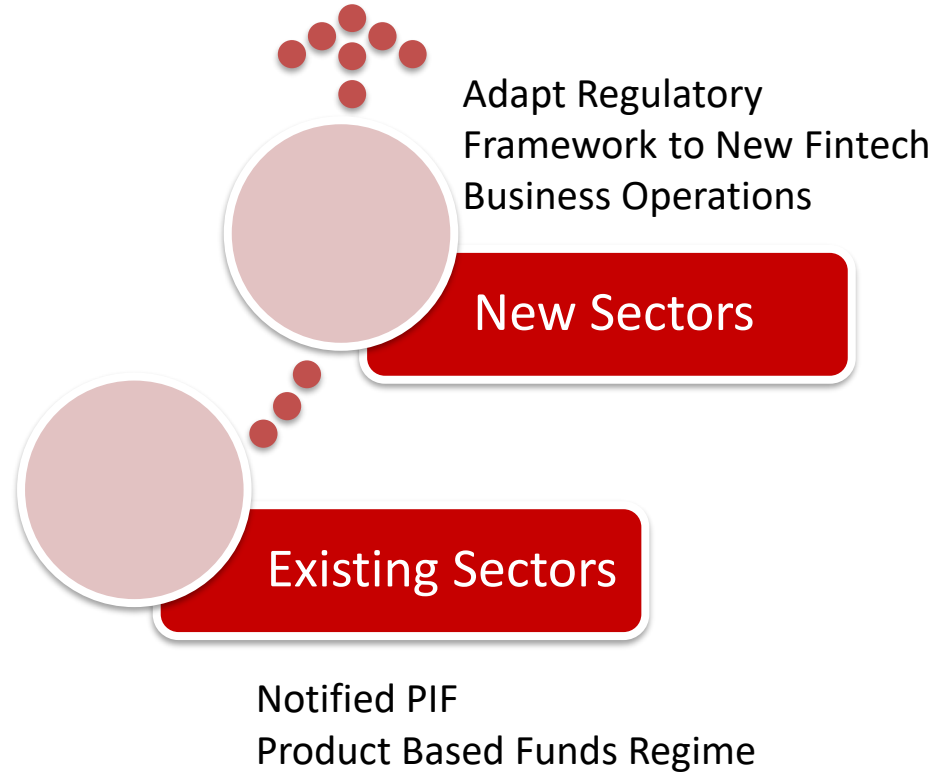 Adapt Regulatory
Framework to New Fintech
Business Operations
New Sectors
Existing Sectors
Notified PIF
Product Based Funds Regime